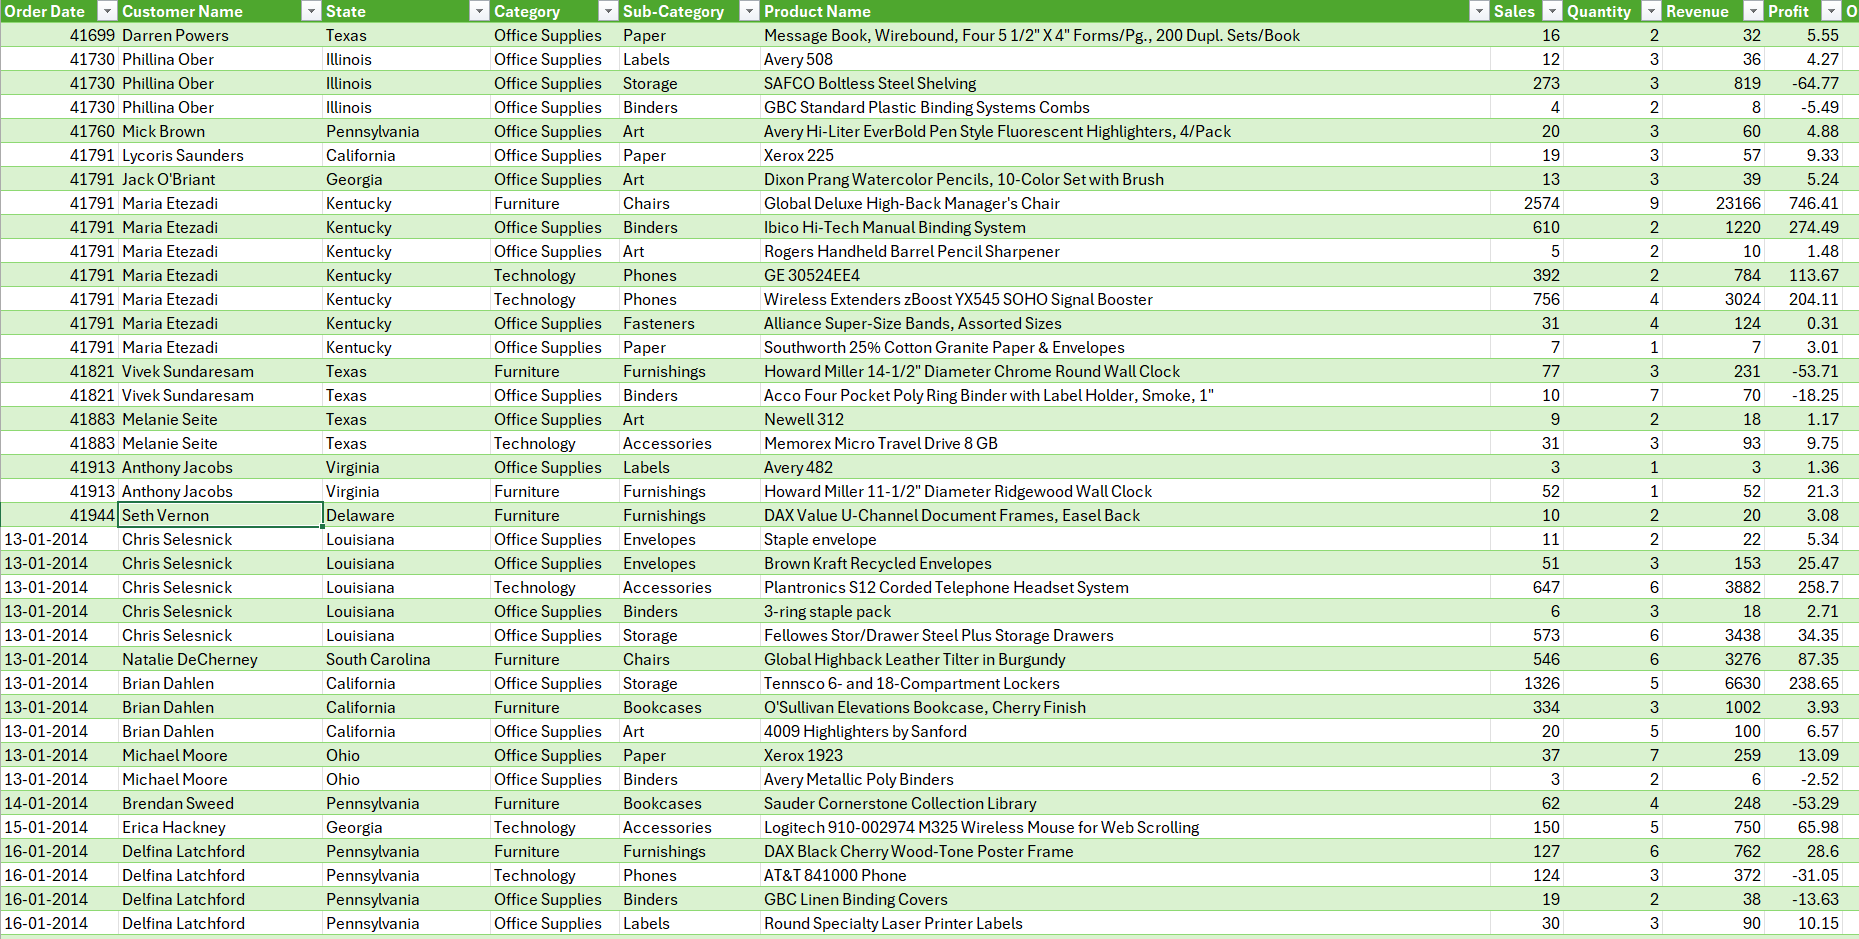 Order Date Customer Name State Category Sub-Category Product Name Sales Quantity Revenue Profit O
41699 Darren Powers Texas Office Supplies Paper Message Book, Wirebound, Four 5 1/2" X 4" Forms/Pg., 200 Dupl. Sets/Book 16 2 32 5.55
41730 Phillina Ober Illinois Office Supplies Labels Avery 508 12 3 36 4.27
41730 Phillina Ober Illinois Office Supplies Storage SAFCO Boltless Steel Shelving 273 3 819 -64.77
41730 Phillina Ober Illinois Office Supplies Binders GBC Standard Plastic Binding Systems Combs 4 2 8 -5.49
41760 Mick Brown Pennsylvania Office Supplies Art Avery Hi-Liter EverBold Pen Style Fluorescent Highlighters, 4/Pack 20 3 60 4.88
41791 Lycoris Saunders California Office Supplies Paper Xerox 225 19 3 57 9.33
41791 Jack O'Briant Georgia Office Supplies Art Dixon Prang Watercolor Pencils, 10-Color Set with Brush 13 3 39 5.24
41791 Maria Etezadi Kentucky Furniture Chairs Global Deluxe High-Back Manager's Chair 2574 9 23166 746.41
41791 Maria Etezadi Kentucky Office Supplies Binders Ibico Hi-Tech Manual Binding System 610 2 1220 274.49
41791 Maria Etezadi Kentucky Office Supplies Art Rogers Handheld Barrel Pencil Sharpener 5 2 10 1.48
41791 Maria Etezadi Kentucky Technology Phones GE 30524EE4 392 2 784 113.67
41791 Maria Etezadi Kentucky Technology Phones Wireless Extenders zBoost YX545 SOHO Signal Booster 756 4 3024 204.11
41791 Maria Etezadi Kentucky Office Supplies Fasteners Alliance Super-Size Bands, Assorted Sizes 31 4 124 0.31
41791 Maria Etezadi Kentucky Office Supplies Paper Southworth 25% Cotton Granite Paper & Envelopes 7 1 7 3.01
41821 Vivek Sundaresam Texas Furniture Furnishings Howard Miller 14-1/2" Diameter Chrome Round Wall Clock 77 3 231 -53.71
41821 Vivek Sundaresam Texas Office Supplies Binders Acco Four Pocket Poly Ring Binder with Label Holder, Smoke, 1" 10 7 70 -18.25
41883 Melanie Seite Texas Office Supplies Art Newell 312 9 2 18 1.17
41883 Melanie Seite Texas Technology Accessories Memorex Micro Travel Drive 8 GB 31 3 93 9.75
41913 Anthony Jacobs Virginia Office Supplies Labels Avery 482 3 1 3 1.36
41913 Anthony Jacobs Virginia Furniture Furnishings Howard Miller 11-1/2" Diameter Ridgewood Wall Clock 52 1 52 21.3
41944 Seth Vernon Delaware Furniture Furnishings DAX Value U-Channel Document Frames, Easel Back 10 2 20 3.08
13-01-2014 Chris Selesnick Louisiana Office Supplies Envelopes Staple envelope 11 2 22 5.34
13-01-2014 Chris Selesnick Louisiana Office Supplies Envelopes Brown Kraft Recycled Envelopes 51 3 153 25.47
13-01-2014 Chris Selesnick Louisiana Technology Accessories Plantronics S12 Corded Telephone Headset System 647 6 3882 258.7
13-01-2014 Chris Selesnick Louisiana Office Supplies Binders 3-ring staple pack 6 3 18 2.71
13-01-2014 Chris Selesnick Louisiana Office Supplies Storage Fellowes Stor/Drawer Steel Plus Storage Drawers 573 6 3438 34.35
13-01-2014 Natalie DeCherney South Carolina Furniture Chairs Global Highback Leather Tilter in Burgundy 546 6 3276 87.35
13-01-2014 Brian Dahlen California Office Supplies Storage Tennsco 6- and 18-Compartment Lockers 1326 5 6630 238.65
13-01-2014 Brian Dahlen California Furniture Bookcases O'Sullivan Elevations Bookcase, Cherry Finish 334 3 1002 3.93
13-01-2014 Brian Dahlen California Office Supplies Art 4009 Highlighters by Sanford 20 5 100 6.57
13-01-2014 Michael Moore Ohio Office Supplies Paper Xerox 1923 37 7 259 13.09
13-01-2014 Michael Moore Ohio Office Supplies Binders Avery Metallic Poly Binders 3 2 6 -2.52
14-01-2014 Brendan Sweed Pennsylvania Furniture Bookcases Sauder Cornerstone Collection Library 62 4 248 -53.29
15-01-2014 Erica Hackney Georgia Technology Accessories Logitech 910-002974 M325 Wireless Mouse for Web Scrolling 150 5 750 65.98
16-01-2014 Delfina Latchford Pennsylvania Furniture Furnishings DAX Black Cherry Wood-Tone Poster Frame 127 6 762 28.6
16-01-2014 Delfina Latchford Pennsylvania Technology Phones AT&T 841000 Phone 124 3 372 -31.05
16-01-2014 Delfina Latchford Pennsylvania Office Supplies Binders GBC Linen Binding Covers 19 2 38 -13.63
16-01-2014 Delfina Latchford Pennsylvania Office Supplies Labels Round Specialty Laser Printer Labels 30 3 90 10.15